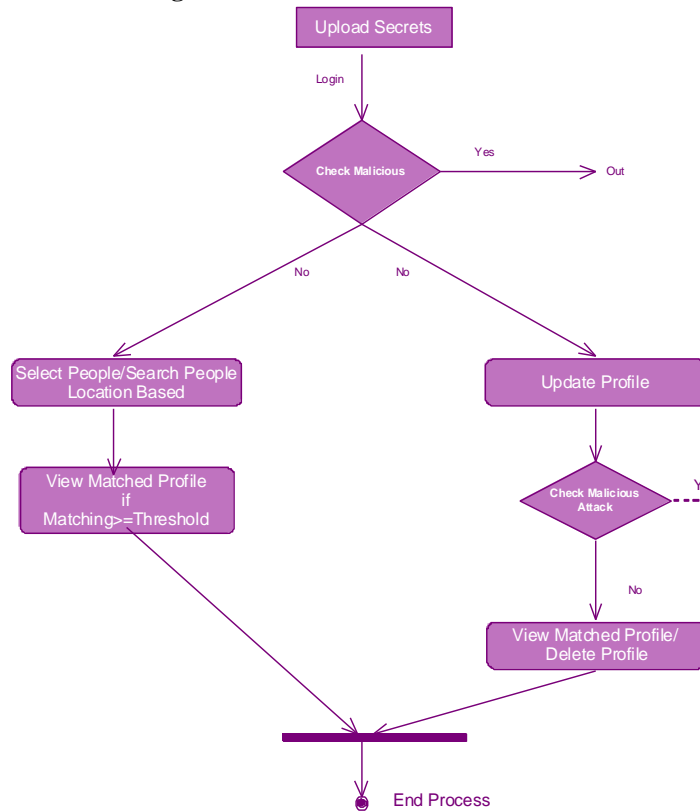 Upload Secrets
Login
Check Malicious
Yes
Out
No
No
Select People/Search People
Location Based
Update Profile
View Matched Profile
if
Matching>=Threshold
Check Malicious
Attack
Y
No
View Matched Profile/
Delete Profile
End Process